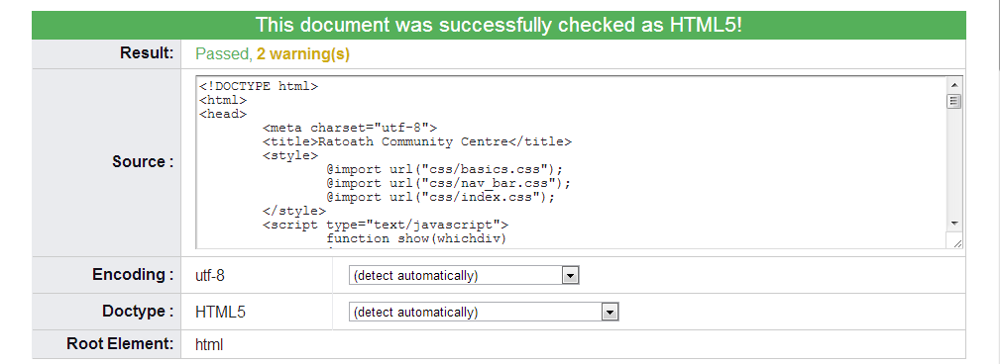 This document was successfully checked as HTML5!
Result: Passed, 2 warning(s)
Source :
<!DOCTYPE html>
<html>
<head>
<meta charset="utf-8">
<title>Ratoath Community Centre</title>
<style>
@import url("css/basics.css");
@import url("css/nav_bar.css");
@import url("css/index.css");
</style>
<script type="text/javascript">
function show(whichdiv)
Encoding : utf-8 (detect automatically)
Doctype : HTML5 (detect automatically)
Root Element: html